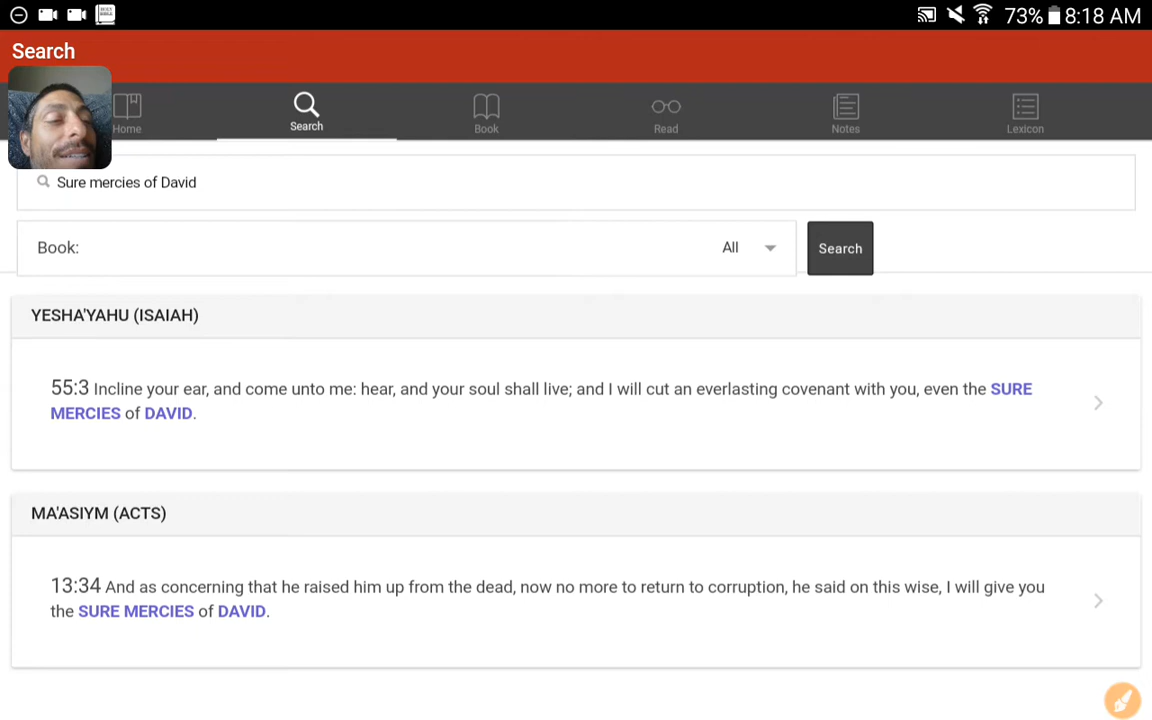 73% 8:18 AM
Search
Home
Search
Book
Read
Notes
Lexicon
Sure mercies of David
Book:
All
Search
YESHA'YAHU (ISAIAH)
55:3 Incline your ear, and come unto me: hear, and your soul shall live; and I will cut an everlasting covenant with you, even the SURE
MERCIES of DAVID.
MA'ASIYM (ACTS)
13:34 And as concerning that he raised him up from the dead, now no more to return to corruption, he said on this wise, I will give you
the SURE MERCIES of DAVID.